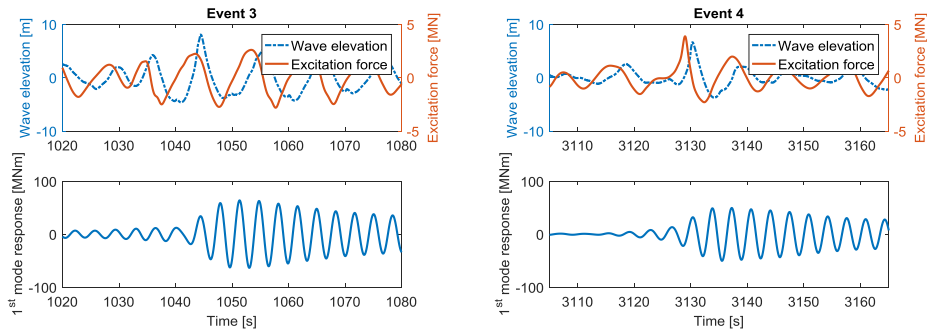 Event 3
Wave elevation [m]
10
0
-10
Wave elevation
Excitation force
5
0
-5
Excitation force [MN]
1020 1030 1040 1050 1060 1070 1080
1st mode response [MNm]
100
0
-100
1020 1030 1040 1050 1060 1070 1080
Time [s]
Event 4
Wave elevation [m]
10
0
-10
Wave elevation
Excitation force
5
0
-5
Excitation force [MN]
3110 3120 3130 3140 3150 3160
1st mode response [MNm]
100
0
-100
3110 3120 3130 3140 3150 3160
Time [s]